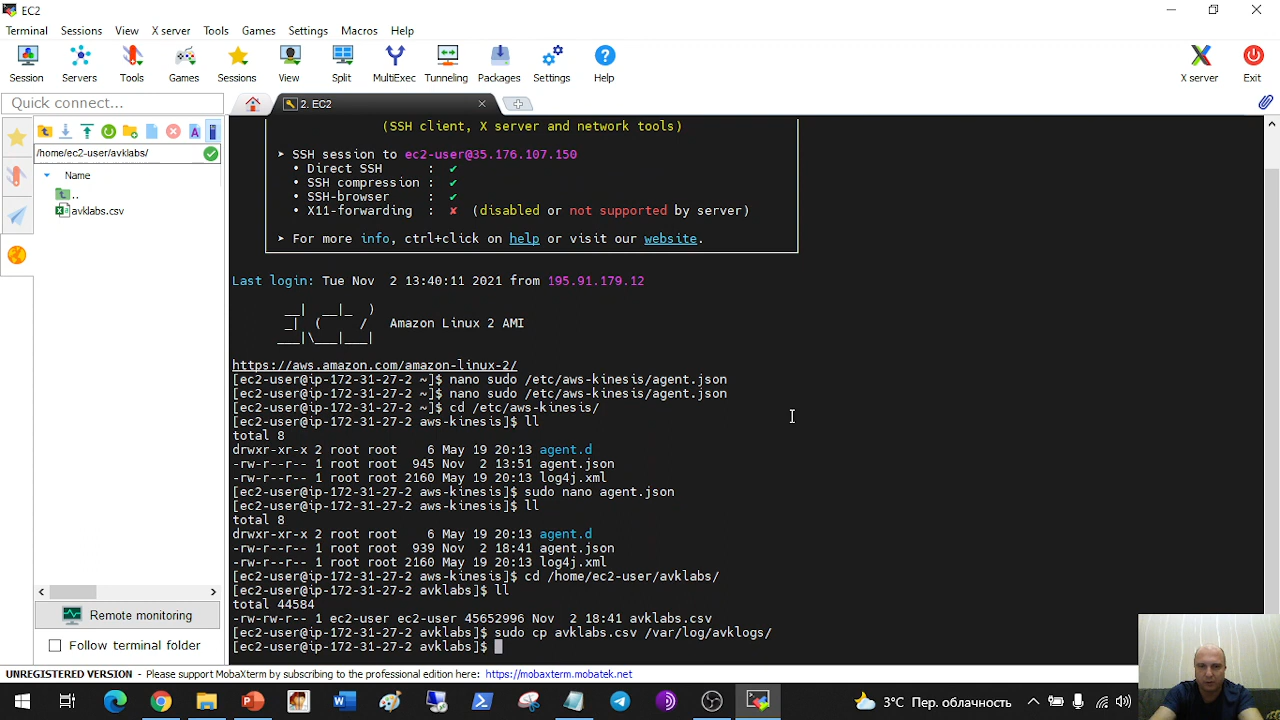 EC2
Terminal Sessions View X server Tools Games Settings Macros Help
Session Servers Tools Games Sessions View Split MultiExec Tunneling Packages Settings Help X server Exit
Quick connect...
2. EC2
/home/ec2-user/avklabs/
Name
..
avklabs.csv
(SSH client, X server and network tools)
➤ SSH session to ec2-user@35.176.107.150
• Direct SSH : ✔
• SSH compression : ✔
• SSH-browser : ✔
• X11-forwarding : ✘ (disabled or not supported by server)
➤ For more info, ctrl+click on help or visit our website.
Last login: Tue Nov 2 13:40:11 2021 from 195.91.179.12
__| __|_ )
_| ( / Amazon Linux 2 AMI
___|\___|___|
https://aws.amazon.com/amazon-linux-2/
[ec2-user@ip-172-31-27-2 ~]$ nano sudo /etc/aws-kinesis/agent.json
[ec2-user@ip-172-31-27-2 ~]$ nano sudo /etc/aws-kinesis/agent.json
[ec2-user@ip-172-31-27-2 ~]$ cd /etc/aws-kinesis/
[ec2-user@ip-172-31-27-2 aws-kinesis]$ ll
total 8
drwxr-xr-x 2 root root 6 May 19 20:13 agent.d
-rw-r--r-- 1 root root 945 Nov 2 13:51 agent.json
-rw-r--r-- 1 root root 2160 May 19 20:13 log4j.xml
[ec2-user@ip-172-31-27-2 aws-kinesis]$ sudo nano agent.json
[ec2-user@ip-172-31-27-2 aws-kinesis]$ ll
total 8
drwxr-xr-x 2 root root 6 May 19 20:13 agent.d
-rw-r--r-- 1 root root 939 Nov 2 18:41 agent.json
-rw-r--r-- 1 root root 2160 May 19 20:13 log4j.xml
[ec2-user@ip-172-31-27-2 aws-kinesis]$ cd /home/ec2-user/avklabs/
[ec2-user@ip-172-31-27-2 avklabs]$ ll
total 44584
-rw-rw-r-- 1 ec2-user ec2-user 45652996 Nov 2 18:41 avklabs.csv
[ec2-user@ip-172-31-27-2 avklabs]$ sudo cp avklabs.csv /var/log/avklogs/
[ec2-user@ip-172-31-27-2 avklabs]$
Remote monitoring
Follow terminal folder
UNREGISTERED VERSION - Please support MobaXterm by subscribing to the professional edition here: https://mobaxterm.mobatek.net
3°C Пер. облачность